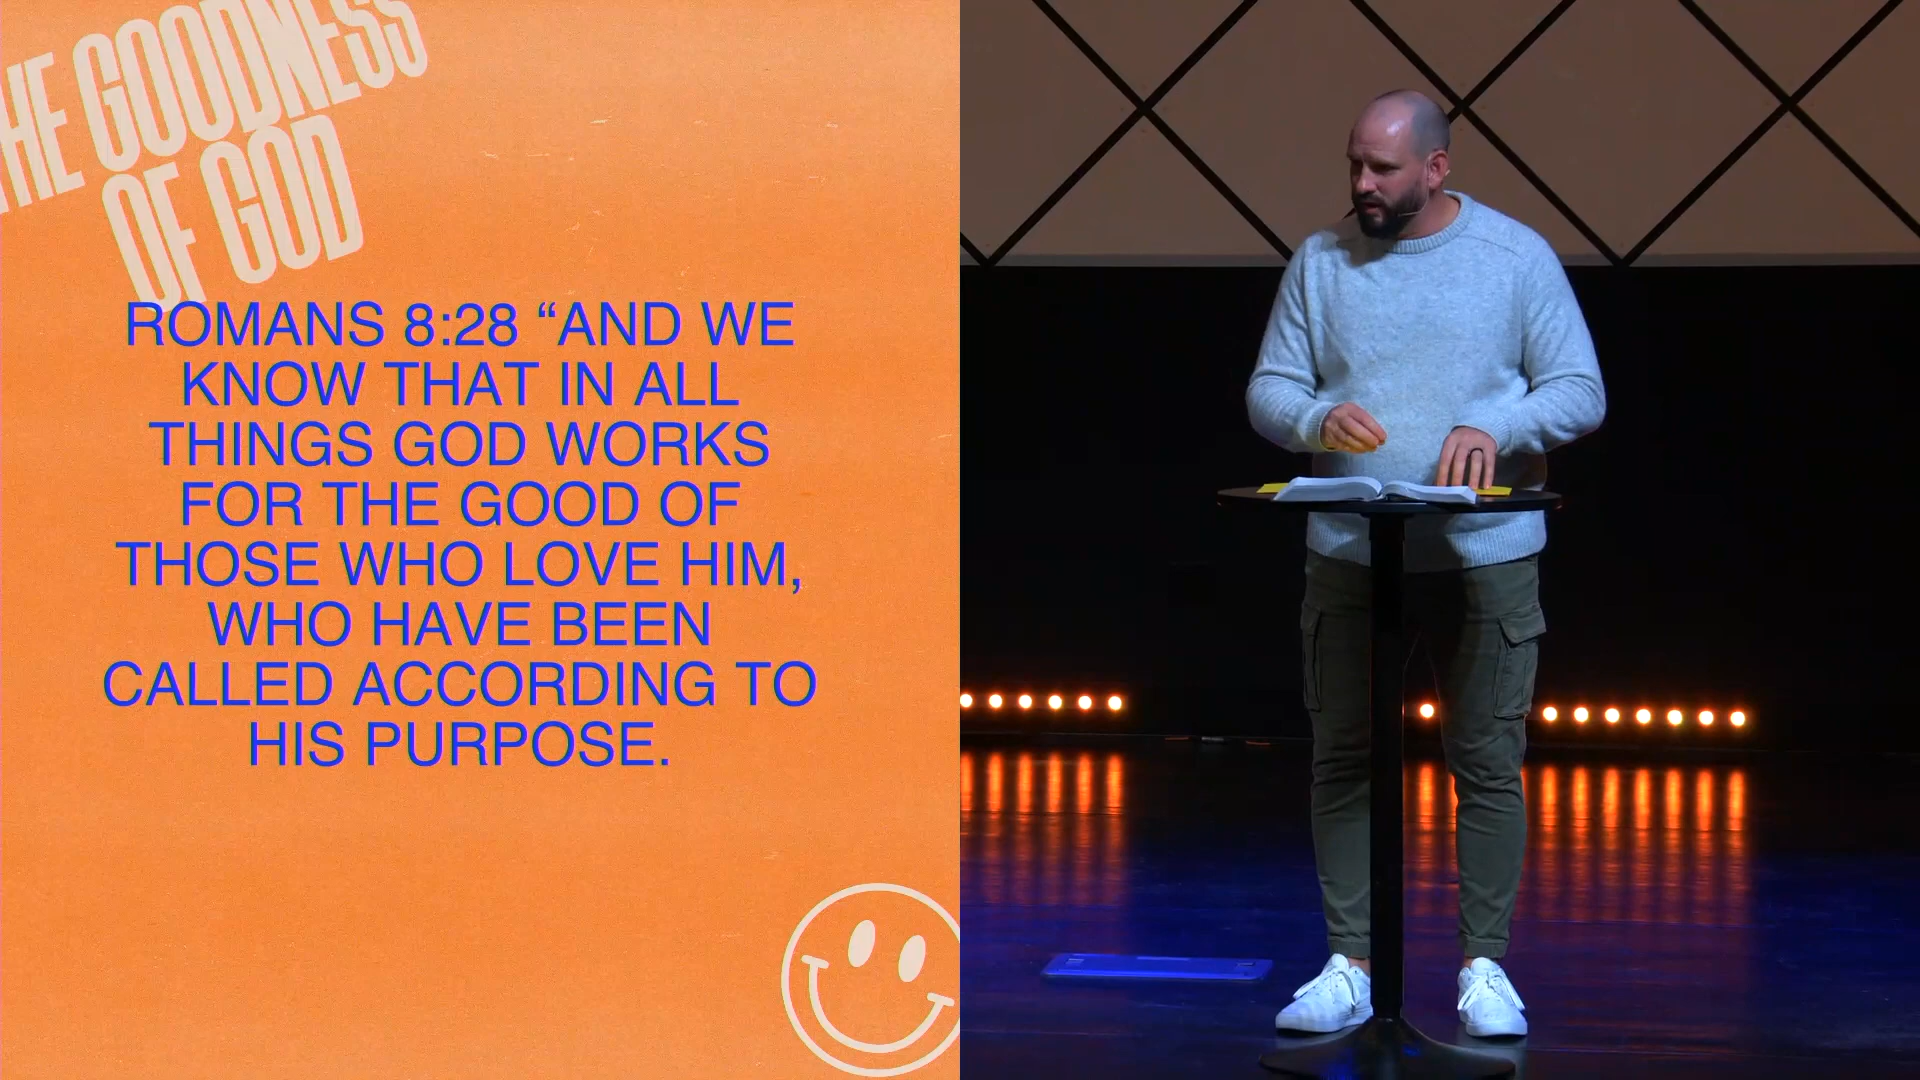 THE GOODNESS
OF GOD
ROMANS 8:28 “AND WE
KNOW THAT IN ALL
THINGS GOD WORKS
FOR THE GOOD OF
THOSE WHO LOVE HIM,
WHO HAVE BEEN
CALLED ACCORDING TO
HIS PURPOSE.